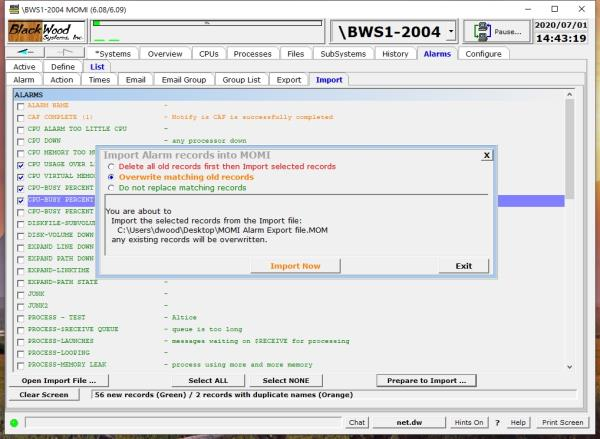 \BWS1-2004 MOMI (6.08/6.09)
BlackWood
Systems, Inc.
\BWS1-2004
Pause...
2020/07/01
14:43:19
*Systems Overview CPUs Processes Files SubSystems History Alarms Configure
Active Define List
Alarm Action Times Email Email Group Group List Export Import
ALARMS
ALARM NAME -
CAF COMPLETE (1) - Notify is CAF is successfully completed
CPU ALARM TOO LITTLE CPU -
CPU DOWN - any processor down
CPU MEMORY TOO
CPU USAGE OVER
CPU VIRTUAL MEMO
CPU-BUSY PERCENT
CPU-BUSY PERCENT
CPU-BUSY PERCENT
DISKFILE-SUBVOLU
DISK-VOLUME DOWN
EXPAND LINE DOWN
EXPAND PATH DOWN
EXPAND-LINKTIME
EXPAND-PATH STATE -
JUNK -
JUNK2 -
PROCESS - TEST - Altice
PROCESS-$RECEIVE QUEUE - queue is too long
PROCESS-LAUNCHES - messages waiting on $RECEIVE for processing
PROCESS-LOOPING -
PROCESS-MEMORY LEAK - process using more and more memory
Import Alarm records into MOMI X
Delete all old records first then Import selected records
Overwrite matching old records
Do not replace matching records
You are about to
Import the selected records from the Import file:
C:\Users\dwood\Desktop\MOMI Alarm Export file.MOM
any existing records will be overwritten.
Import Now Exit
Open Import File ... Select ALL Select NONE Prepare to Import ...
Clear Screen 56 new records (Green) / 2 records with duplicate names (Orange)
Chat net.dw Hints On ? Help Print Screen